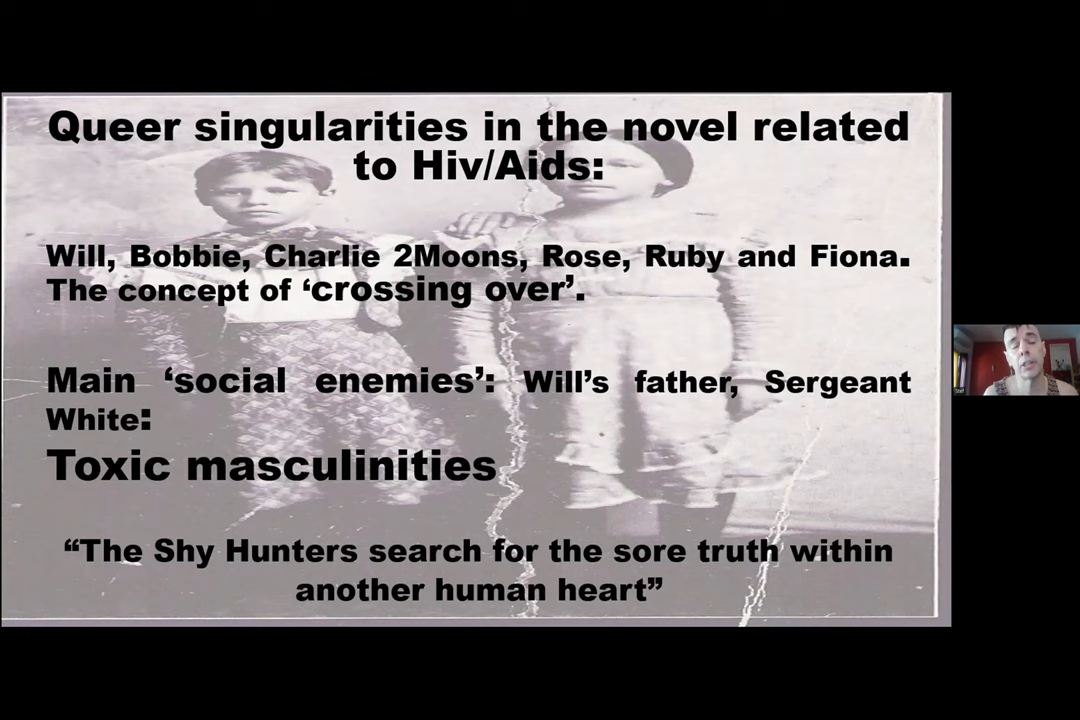 Queer singularities in the novel related
to Hiv/Aids:
Will, Bobbie, Charlie 2Moons, Rose, Ruby and Fiona.
The concept of ‘crossing over’.
Main ‘social enemies’: Will’s father, Sergeant
White:
Toxic masculinities
“The Shy Hunters search for the sore truth within
another human heart”